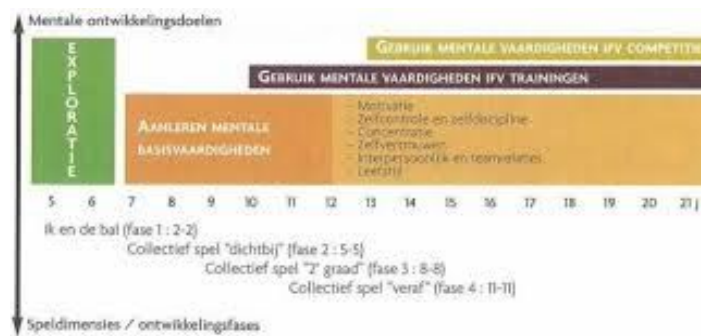 Mentale ontwikkelingsdoelen
EXPLORATIE
GEBRUIK MENTALE VAARDIGHEDEN IFV COMPETITI
GEBRUIK MENTALE VAARDIGHEDEN IFV TRAININGEN
AANLEREN MENTALE
BASISVAARDIGHEDEN
- Motivatie
- Zelfcontrole en zelfdiscipline
- Concentratie
- Zelfvertrouwen
- Interpersoonlijk en teamrelaties
- Leefstijl
5 6 7 8 9 10 11 12 13 14 15 16 17 18 19 20 21 j
Ik en de bal (fase 1 : 2-2)
Collectief spel "dichtbij" (fase 2 : 5-5)
Collectief spel "2e graad" (fase 3 : 8-8)
Collectief spel "veraf" (fase 4 : 11-11)
Speldimensies / ontwikkelingsfases